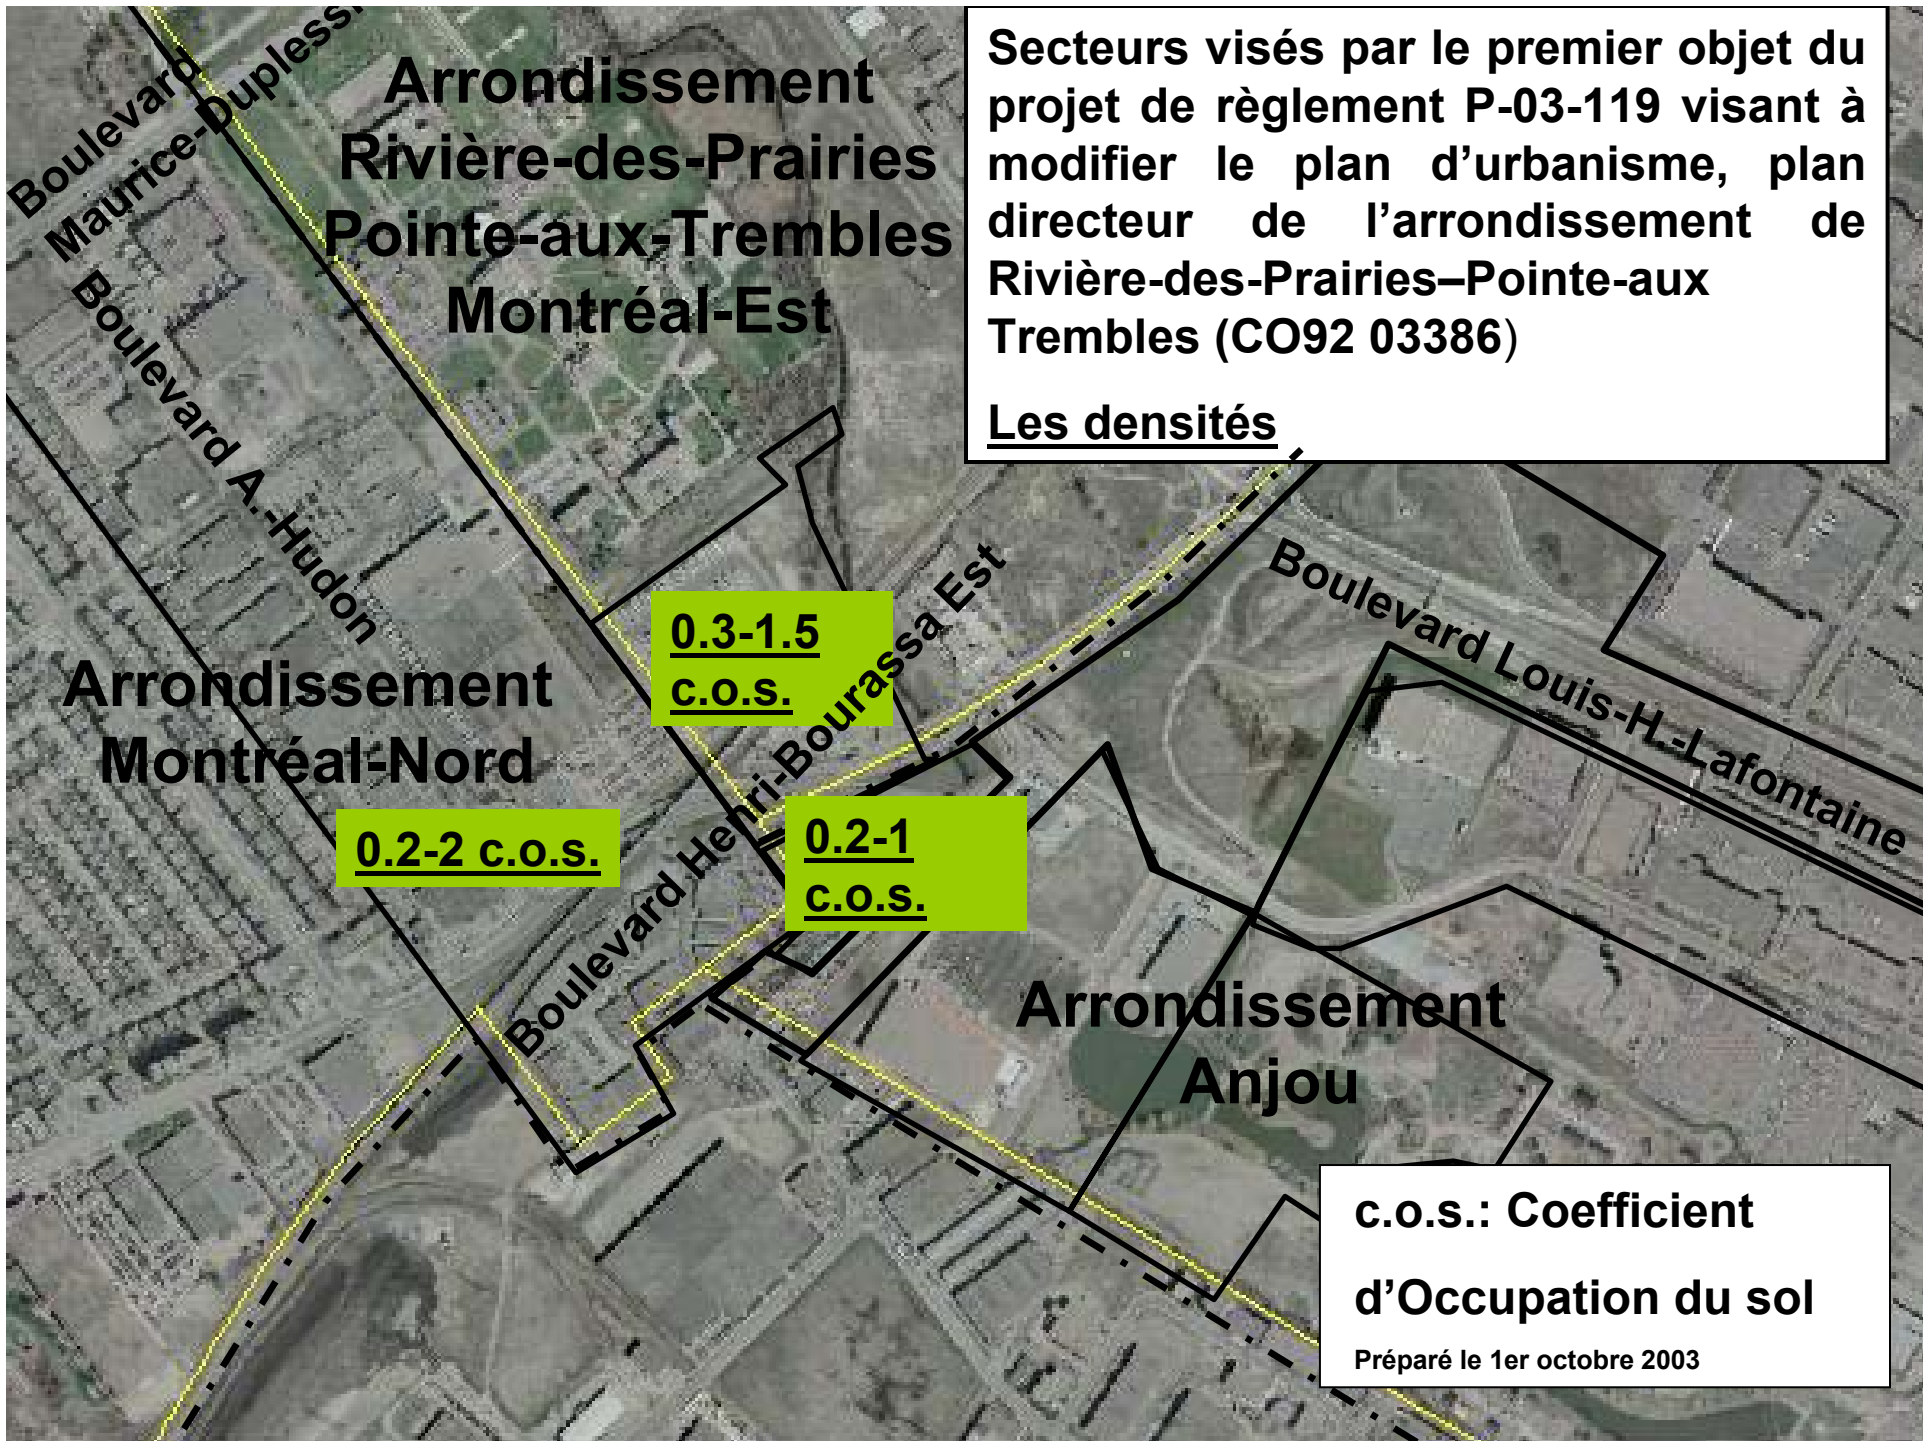 Secteurs visés par le premier objet du
projet de règlement P-03-119 visant à
modifier le plan d’urbanisme, plan
directeur de l’arrondissement de
Rivière-des-Prairies–Pointe-aux
Trembles (CO92 03386)
Les densités
Boulevard
Maurice-Duplessi
Arrondissement
Rivière-des-Prairies
Pointe-aux-Trembles
Montréal-Est
Boulevard A.-Hudon
Arrondissement
Montréal-Nord
0.3-1.5
c.o.s.
0.2-2 c.o.s.
0.2-1
c.o.s.
Boulevard Henri-Bourassa Est
Boulevard Louis-H.-Lafontaine
Arrondissement
Anjou
c.o.s.: Coefficient
d’Occupation du sol
Préparé le 1er octobre 2003